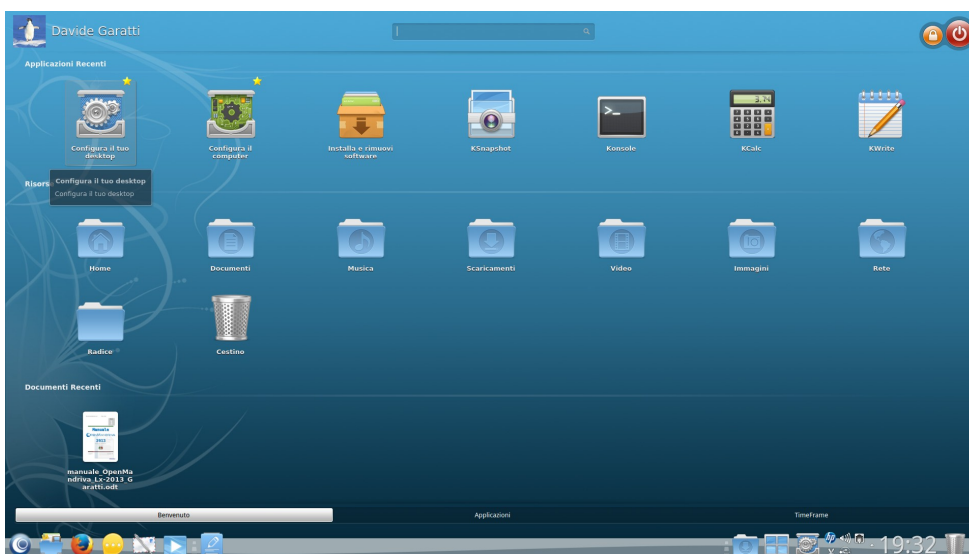 Davide Garatti
Applicazioni Recenti
Configura il tuo
desktop
Configura il
computer
Installa e rimuovi
software
KSnapshot
Konsole
KCalc
KWrite
Configura il tuo desktop
Configura il tuo desktop
Home
Documenti
Musica
Scaricamenti
Video
Immagini
Rete
Radice
Cestino
Documenti Recenti
Manuale
2013
manuale_OpenMa
ndriva_Lx-2013_G
aratti.odt
Benvenuto
Applicazioni
TimeFrame
19:32